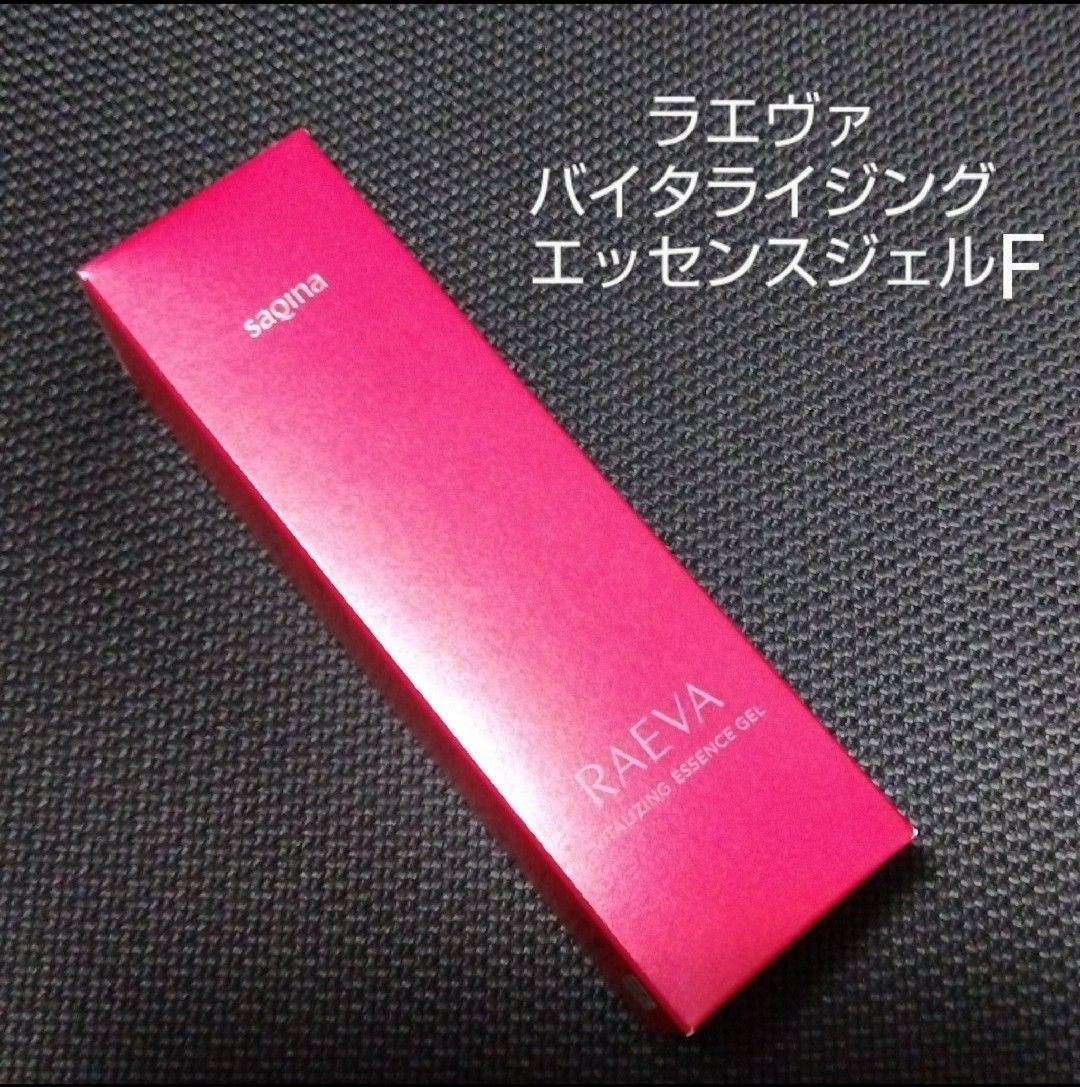 ラエヴァ
バイタライジング
エッセンスジェルF
saqina
RAEVA
VITALIZING ESSENCE GEL